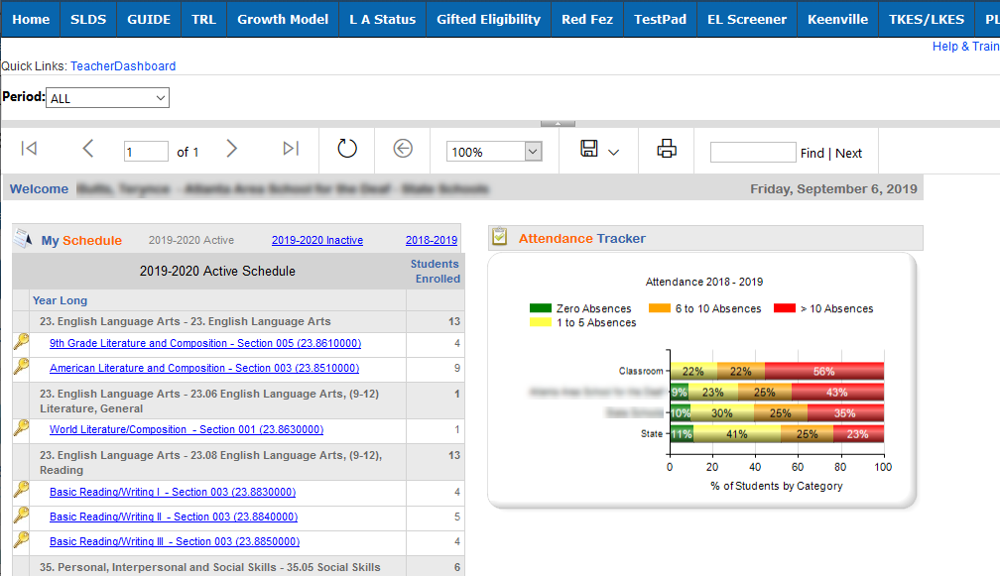 Home SLDS GUIDE TRL Growth Model L A Status Gifted Eligibility Red Fez TestPad EL Screener Keenville TKES/LKES PL
Help & Train
Quick Links: TeacherDashboard
Period: ALL
1 of 1 100% Find | Next
Welcome Friday, September 6, 2019
My Schedule 2019-2020 Active 2019-2020 Inactive 2018-2019
2019-2020 Active Schedule Students Enrolled
Year Long
23. English Language Arts - 23. English Language Arts 13
9th Grade Literature and Composition - Section 005 (23.8610000) 4
American Literature and Composition - Section 003 (23.8510000) 9
23. English Language Arts - 23.06 English Language Arts, (9-12) 1
Literature, General
World Literature/Composition - Section 001 (23.8630000) 1
23. English Language Arts - 23.08 English Language Arts, (9-12), 13
Reading
Basic Reading/Writing I - Section 003 (23.8830000) 4
Basic Reading/Writing II - Section 003 (23.8840000) 5
Basic Reading/Writing III - Section 003 (23.8850000) 4
35. Personal, Interpersonal and Social Skills - 35.05 Social Skills 6
Attendance Tracker
Attendance 2018 - 2019
Zero Absences 6 to 10 Absences > 10 Absences
1 to 5 Absences
Classroom 22% 22% 56%
9% 23% 25% 43%
10% 30% 25% 35%
State 11% 41% 25% 23%
0 20 40 60 80 100
% of Students by Category